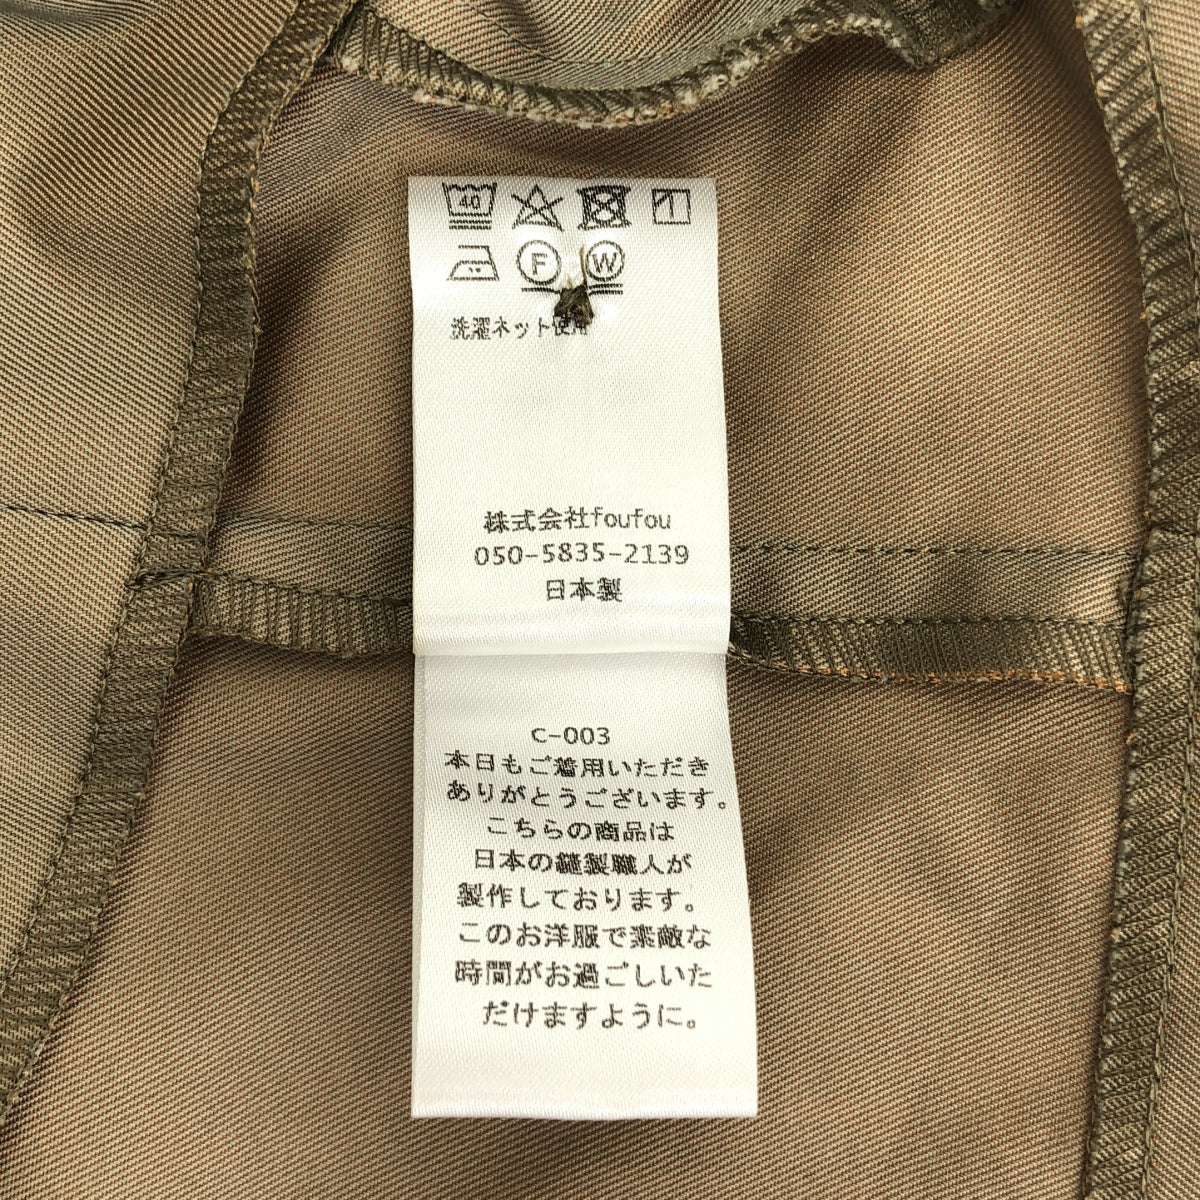 40
F W
洗濯ネット使用
株式会社foufou
050-5835-2139
日本製
C-003
本日もご着用いただき
ありがとうございます。
こちらの商品は
日本の縫製職人が
製作しております。
このお洋服で素敵な
時間がお過ごしいた
だけますように。